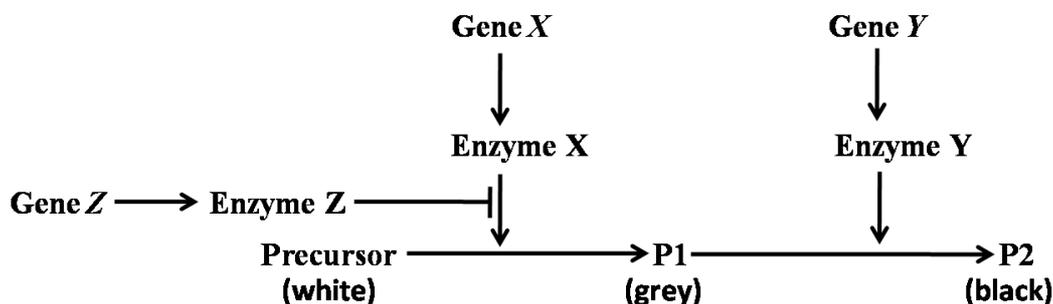 Gene X Gene Y
Enzyme X Enzyme Y
Gene Z Enzyme Z
Precursor P1 P2
(white) (grey) (black)